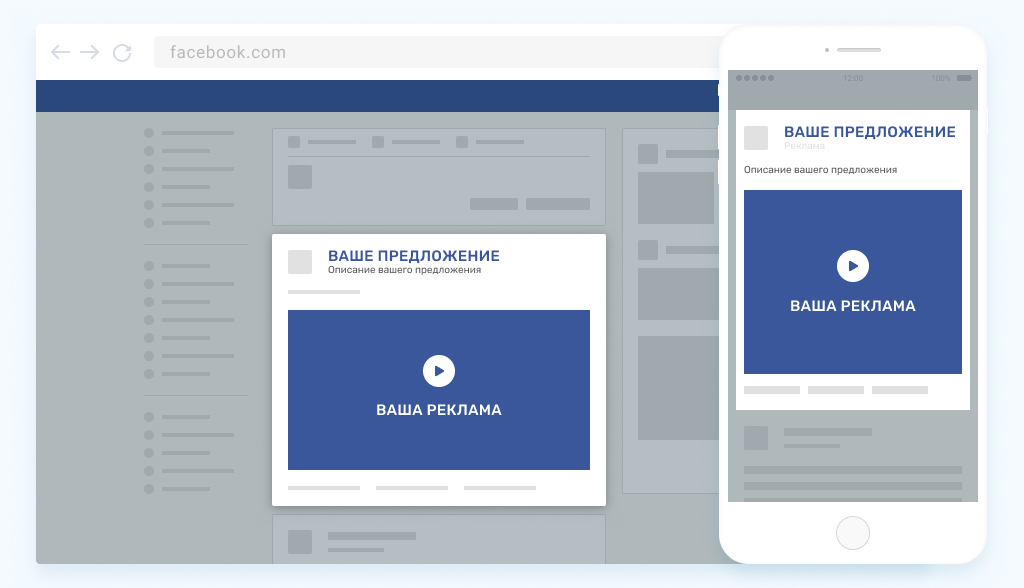 facebook.com
ВАШЕ ПРЕДЛОЖЕНИЕ
Описание вашего предложения
ВАША РЕКЛАМА
12:00
100%
ВАШЕ ПРЕДЛОЖЕНИЕ
Реклама
Описание вашего предложения
ВАША РЕКЛАМА